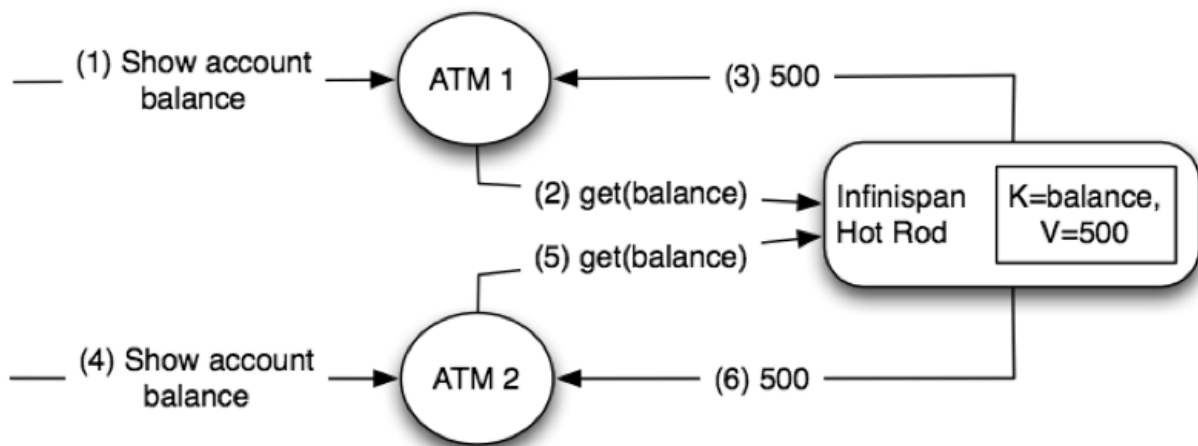 (1) Show account
balance
ATM 1
(3) 500
(2) get(balance)
Infinispan
Hot Rod
K=balance,
V=500
(5) get(balance)
(4) Show account
balance
ATM 2
(6) 500